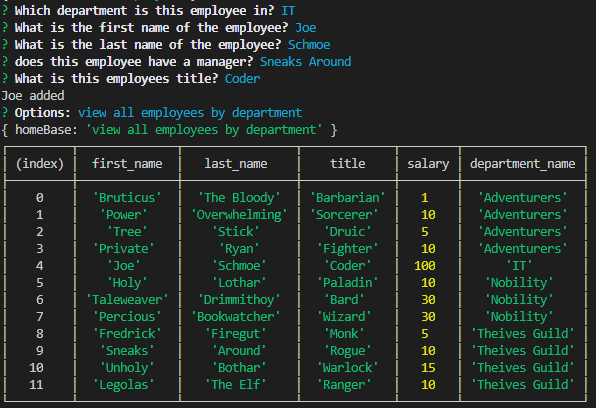 ? Which department is this employee in? IT
? What is the first name of the employee? Joe
? What is the last name of the employee? Schmoe
? does this employee have a manager? Sneaks Around
? What is this employees title? Coder
Joe added
? Options: view all employees by department
{ homeBase: 'view all employees by department' }
(index) first_name last_name title salary department_name
0 'Bruticus' 'The Bloody' 'Barbarian' 1 'Adventurers'
1 'Power' 'Overwhelming' 'Sorcerer' 10 'Adventurers'
2 'Tree' 'Stick' 'Druic' 5 'Adventurers'
3 'Private' 'Ryan' 'Fighter' 10 'Adventurers'
4 'Joe' 'Schmoe' 'Coder' 100 'IT'
5 'Holy' 'Lothar' 'Paladin' 10 'Nobility'
6 'Taleweaver' 'Drimmithoy' 'Bard' 30 'Nobility'
7 'Percious' 'Bookwatcher' 'Wizard' 30 'Nobility'
8 'Fredrick' 'Firegut' 'Monk' 5 'Theives Guild'
9 'Sneaks' 'Around' 'Rogue' 10 'Theives Guild'
10 'Unholy' 'Bothar' 'Warlock' 15 'Theives Guild'
11 'Legolas' 'The Elf' 'Ranger' 10 'Theives Guild'